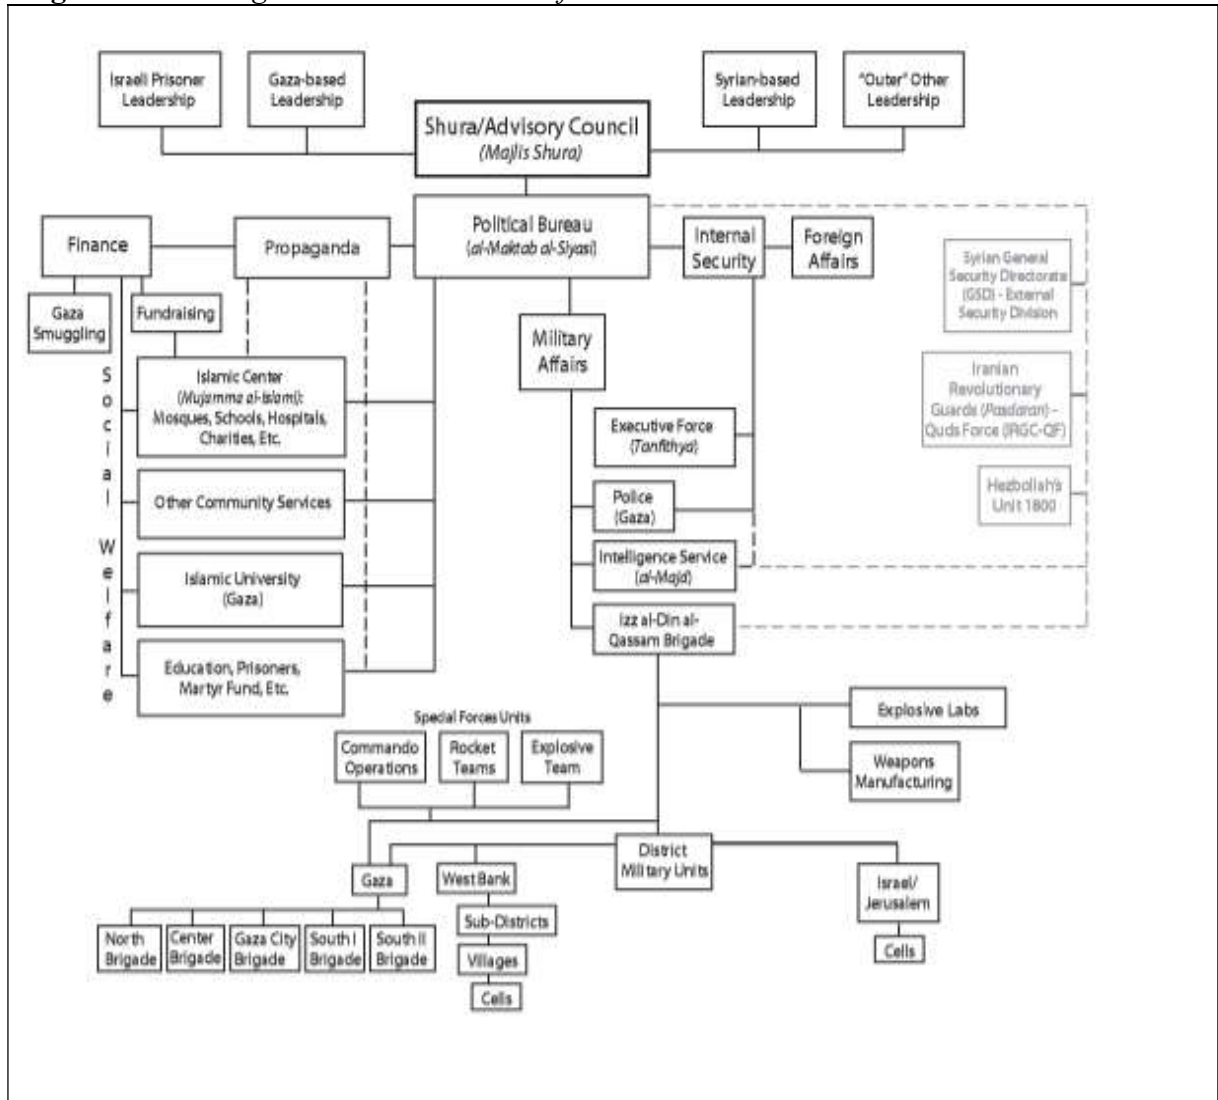 Israeli Prisoner
Leadership
Gaza-based
Leadership
Syrian-based
Leadership
"Outer" Other
Leadership
Shura/Advisory Council
(Majlis Shura)
Political Bureau
(al-Maktab al-Siyasi)
Finance
Propaganda
Internal
Security
Foreign
Affairs
Syrian General
Security Directorate
(GSD) - External
Security Division
Gaza
Smuggling
Fundraising
Military
Affairs
Social Welfare
Islamic Center
(Mujamma al-Islami):
Mosques, Schools, Hospitals,
Charities, Etc.
Iranian
Revolutionary
Guards (Pasdaran) -
Quds Force (IRGC-QF)
Executive Force
(Tanfithya)
Other Community Services
Police
(Gaza)
Hezbollah's
Unit 1800
Intelligence Service
(al-Majd)
Islamic University
(Gaza)
Izz al-Din al-
Qassam Brigade
Education, Prisoners,
Martyr Fund, Etc.
Special Forces Units
Commando
Operations
Rocket
Teams
Explosive
Team
Explosive Labs
Weapons
Manufacturing
District
Military Units
Gaza
West Bank
Israel/
Jerusalem
North
Brigade
Center
Brigade
Gaza City
Brigade
South I
Brigade
South II
Brigade
Sub-Districts
Villages
Cells
Cells